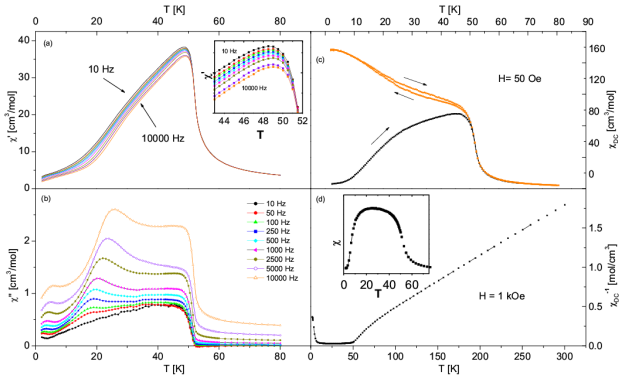 T [K]
T [K]
0 10 20 30 40 50 60 70 80
0 10 20 30 40 50 60 70 80 90
(a)
10 Hz
10000 Hz
χ' [cm³/mol]
40
30
20
10
0
χ'
10 Hz
10000 Hz
44 46 48 50 52
T
(c)
H= 50 Oe
160
120
80
40
0
χDC [cm³/mol]
(b)
10 Hz
50 Hz
100 Hz
250 Hz
500 Hz
1000 Hz
2500 Hz
5000 Hz
10000 Hz
χ'' [cm³/mol]
2
1
0
0 20 40 60 80
T [K]
(d)
χ
0 20 40 60
T
H = 1 kOe
1.5
1.0
0.5
0.0
χDC⁻¹ [mol/cm³]
0 50 100 150 200 250 300
T [K]